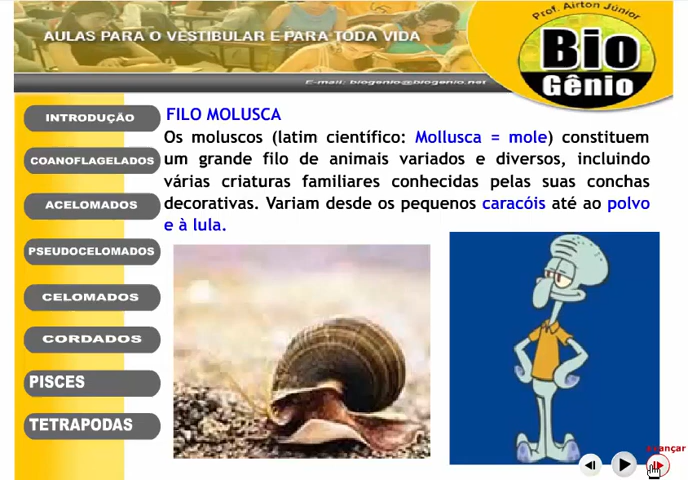 AULAS PARA O VESTIBULAR E PARA TODA VIDA
Prof. Airton Júnior
Bio
Gênio
E-mail: biogenio@biogenio.net
INTRODUÇÃO
COANOFLAGELADOS
ACELOMADOS
PSEUDOCELOMADOS
CELOMADOS
CORDADOS
PISCES
TETRAPODAS
FILO MOLUSCA
Os moluscos (latim científico: Mollusca = mole) constituem
um grande filo de animais variados e diversos, incluindo
várias criaturas familiares conhecidas pelas suas conchas
decorativas. Variam desde os pequenos caracóis até ao polvo
e à lula.
avançar